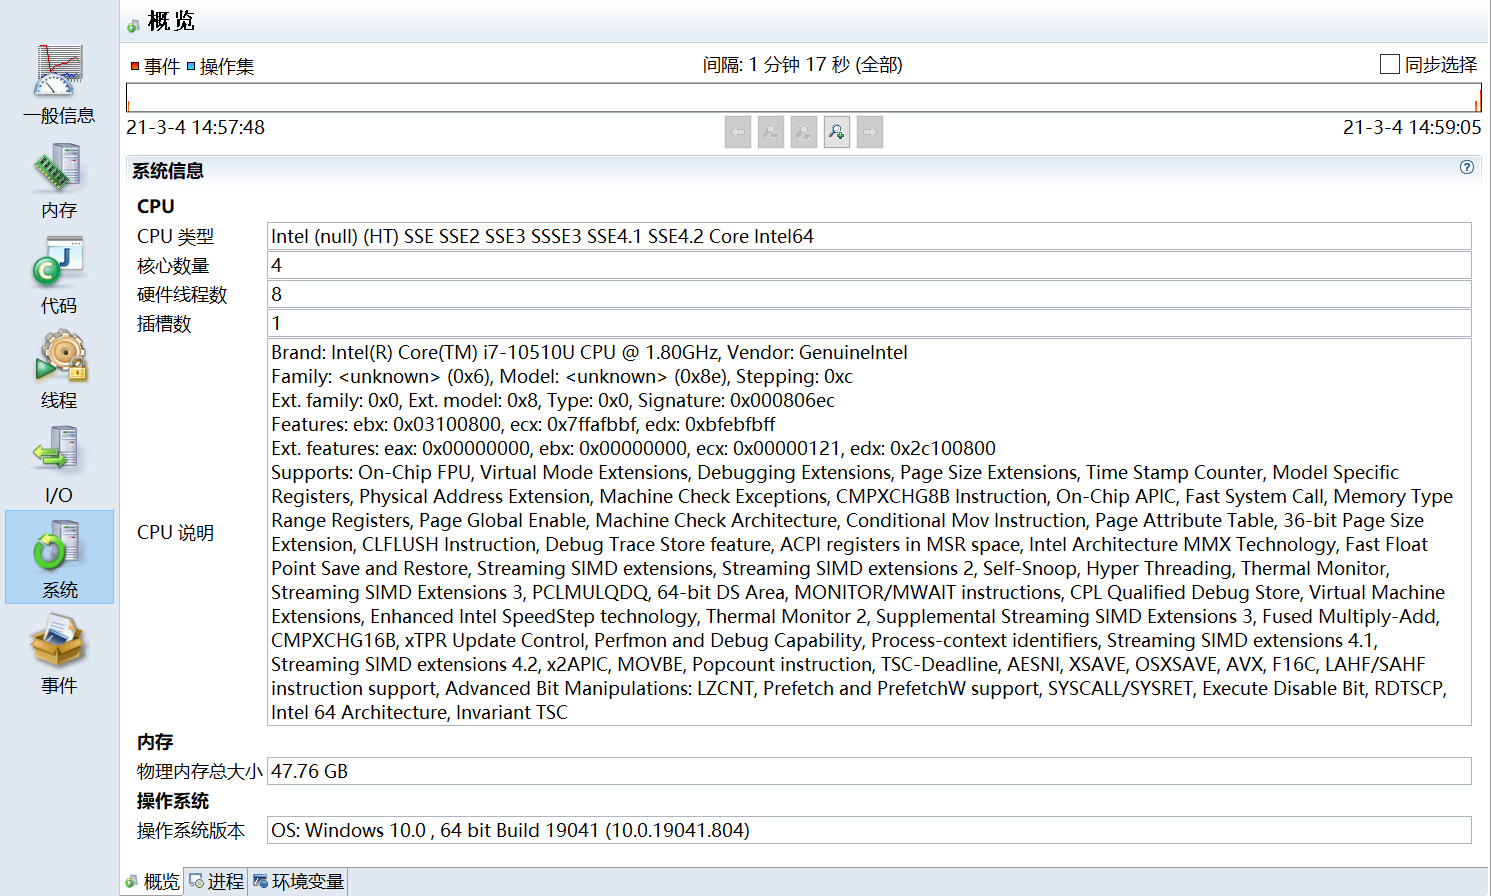 概览
事件 操作集
间隔: 1 分钟 17 秒 (全部)
同步选择
21-3-4 14:57:48
21-3-4 14:59:05
一般信息
内存
代码
线程
I/O
系统
事件
系统信息
CPU
CPU 类型 Intel (null) (HT) SSE SSE2 SSE3 SSSE3 SSE4.1 SSE4.2 Core Intel64
核心数量 4
硬件线程数 8
插槽数 1
CPU 说明
Brand: Intel(R) Core(TM) i7-10510U CPU @ 1.80GHz, Vendor: GenuineIntel
Family: <unknown> (0x6), Model: <unknown> (0x8e), Stepping: 0xc
Ext. family: 0x0, Ext. model: 0x8, Type: 0x0, Signature: 0x000806ec
Features: ebx: 0x03100800, ecx: 0x7ffafbbf, edx: 0xbfebfbff
Ext. features: eax: 0x00000000, ebx: 0x00000000, ecx: 0x00000121, edx: 0x2c100800
Supports: On-Chip FPU, Virtual Mode Extensions, Debugging Extensions, Page Size Extensions, Time Stamp Counter, Model Specific
Registers, Physical Address Extension, Machine Check Exceptions, CMPXCHG8B Instruction, On-Chip APIC, Fast System Call, Memory Type
Range Registers, Page Global Enable, Machine Check Architecture, Conditional Mov Instruction, Page Attribute Table, 36-bit Page Size
Extension, CLFLUSH Instruction, Debug Trace Store feature, ACPI registers in MSR space, Intel Architecture MMX Technology, Fast Float
Point Save and Restore, Streaming SIMD extensions, Streaming SIMD extensions 2, Self-Snoop, Hyper Threading, Thermal Monitor,
Streaming SIMD Extensions 3, PCLMULQDQ, 64-bit DS Area, MONITOR/MWAIT instructions, CPL Qualified Debug Store, Virtual Machine
Extensions, Enhanced Intel SpeedStep technology, Thermal Monitor 2, Supplemental Streaming SIMD Extensions 3, Fused Multiply-Add,
CMPXCHG16B, xTPR Update Control, Perfmon and Debug Capability, Process-context identifiers, Streaming SIMD extensions 4.1,
Streaming SIMD extensions 4.2, x2APIC, MOVBE, Popcount instruction, TSC-Deadline, AESNI, XSAVE, OSXSAVE, AVX, F16C, LAHF/SAHF
instruction support, Advanced Bit Manipulations: LZCNT, Prefetch and PrefetchW support, SYSCALL/SYSRET, Execute Disable Bit, RDTSCP,
Intel 64 Architecture, Invariant TSC
内存
物理内存总大小 47.76 GB
操作系统
操作系统版本 OS: Windows 10.0 , 64 bit Build 19041 (10.0.19041.804)
概览 进程 环境变量